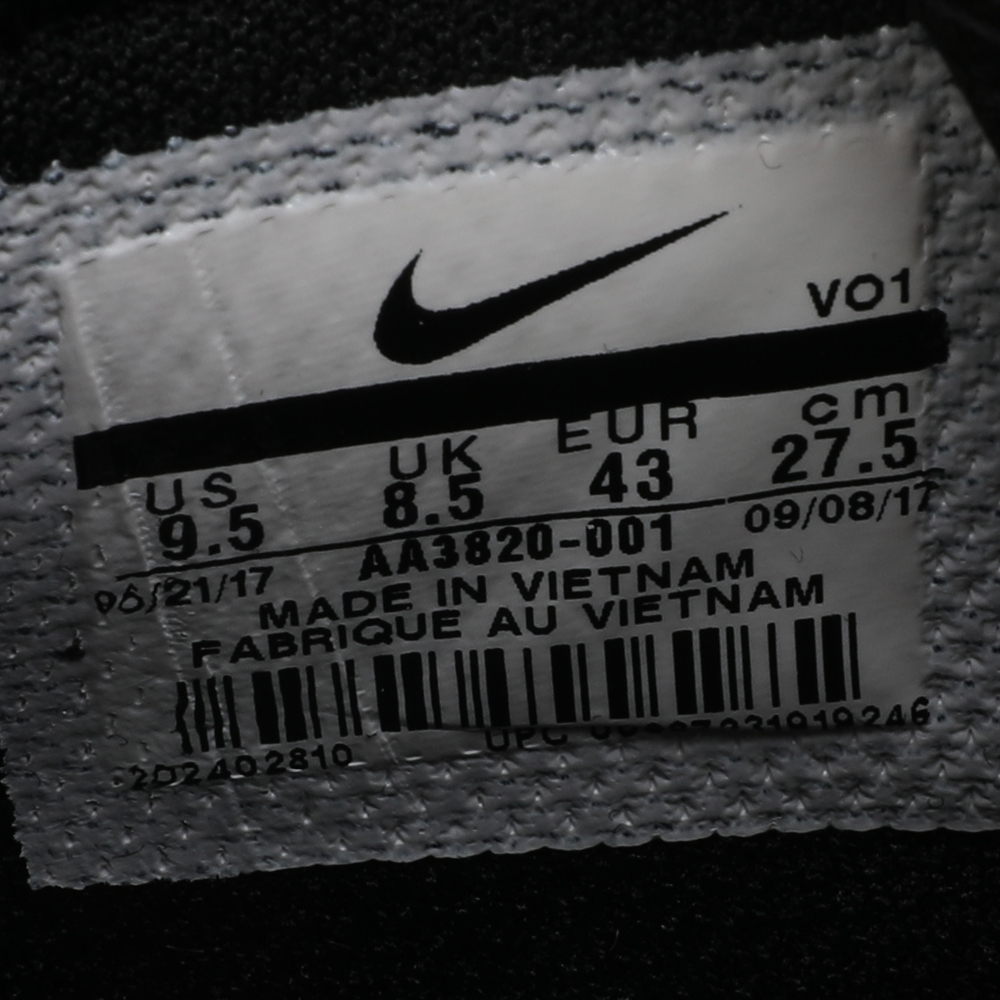 VO1
US UK EUR cm
9.5 8.5 43 27.5
06/21/17 AA3820-001 09/08/17
MADE IN VIETNAM
FABRIQUE AU VIETNAM
202402810 UPC